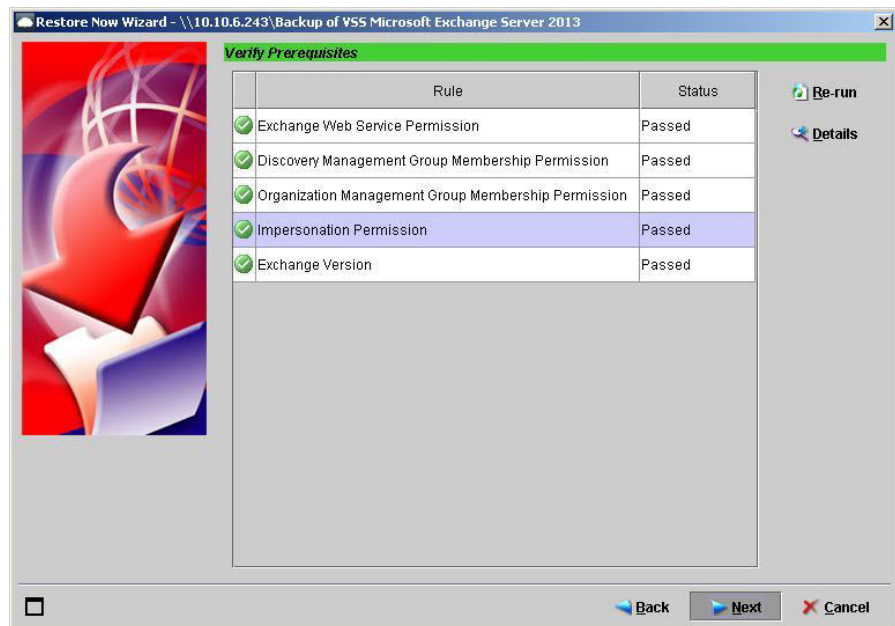 Restore Now Wizard - \\10.10.6.243\Backup of VSS Microsoft Exchange Server 2013
Verify Prerequisites
Rule Status
Exchange Web Service Permission Passed
Discovery Management Group Membership Permission Passed
Organization Management Group Membership Permission Passed
Impersonation Permission Passed
Exchange Version Passed
Re-run
Details
Back Next Cancel